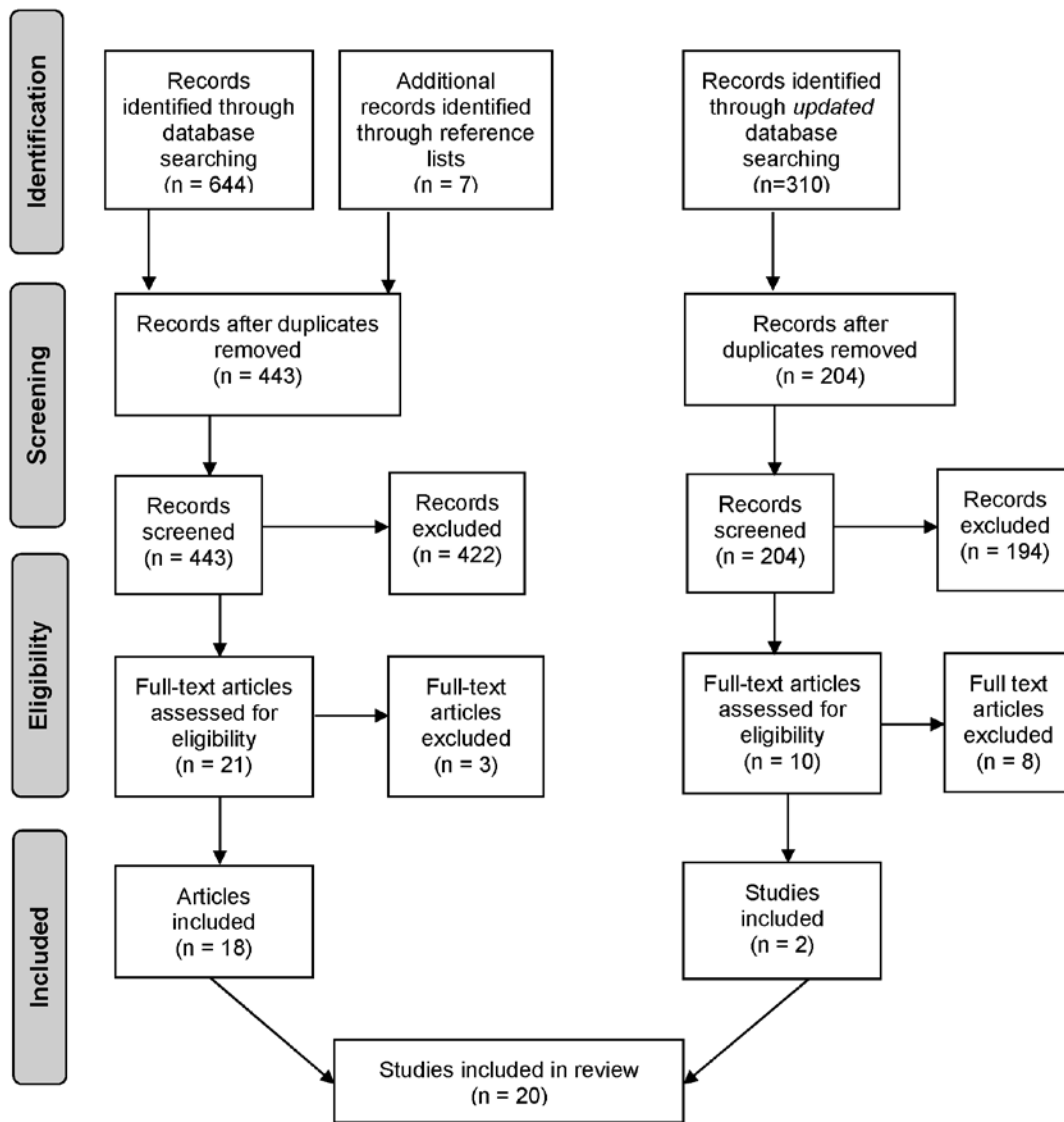 Identification
Records
identified through
database
searching
(n = 644)
Additional
records identified
through reference
lists
(n = 7)
Records identified
through updated
database
searching
(n=310)
Screening
Records after duplicates
removed
(n = 443)
Records after
duplicates removed
(n = 204)
Records
screened
(n = 443)
Records
excluded
(n = 422)
Records
screened
(n = 204)
Records
excluded
(n = 194)
Eligibility
Full-text articles
assessed for
eligibility
(n = 21)
Full-text
articles
excluded
(n = 3)
Full-text articles
assessed for
eligibility
(n = 10)
Full text
articles
excluded
(n = 8)
Included
Articles
included
(n = 18)
Studies
included
(n = 2)
Studies included in review
(n = 20)